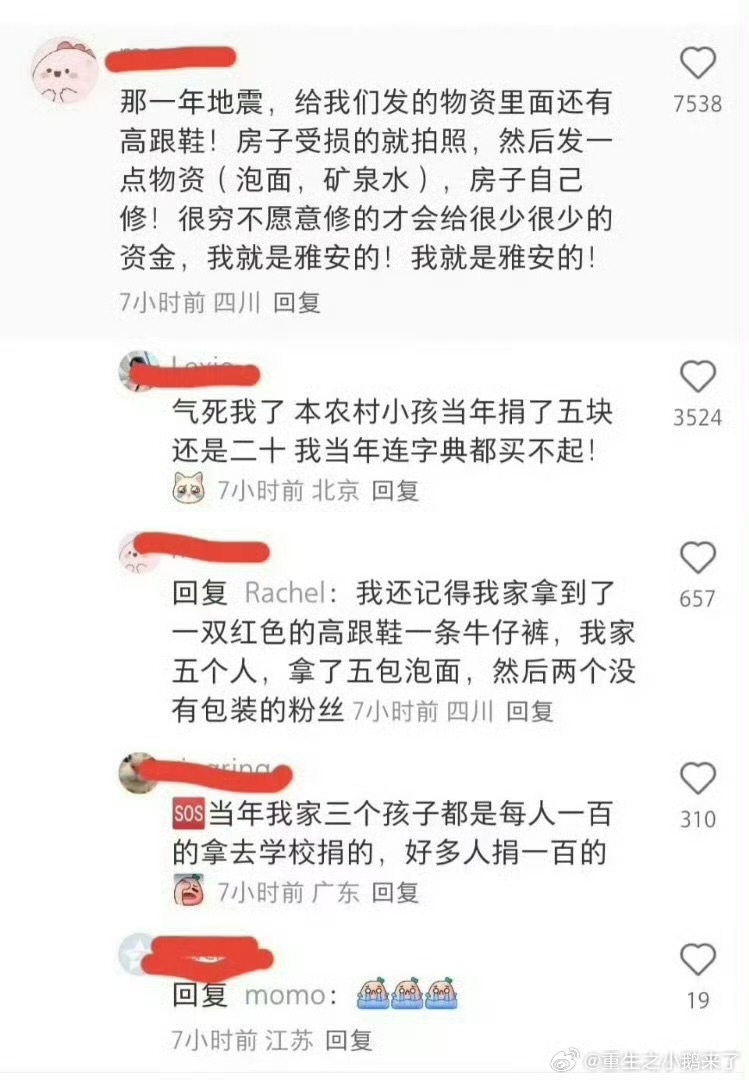 那一年地震，给我们发的物资里面还有
7538
高跟鞋！房子受损的就拍照，然后发一
点物资（泡面，矿泉水），房子自己
修！很穷不愿意修的才会给很少很少的
资金，我就是雅安的！我就是雅安的！
7小时前 四川 回复
气死我了 本农村小孩当年捐了五块
3524
还是二十 我当年连字典都买不起！
7小时前 北京 回复
回复 Rachel：我还记得我家拿到了
657
一双红色的高跟鞋一条牛仔裤，我家
五个人，拿了五包泡面，然后两个没
有包装的粉丝 7小时前 四川 回复
SOS当年我家三个孩子都是每人一百
310
的拿去学校捐的，好多人捐一百的
7小时前 广东 回复
回复 momo：
19
7小时前 江苏 回复
@重生之小鹅来了